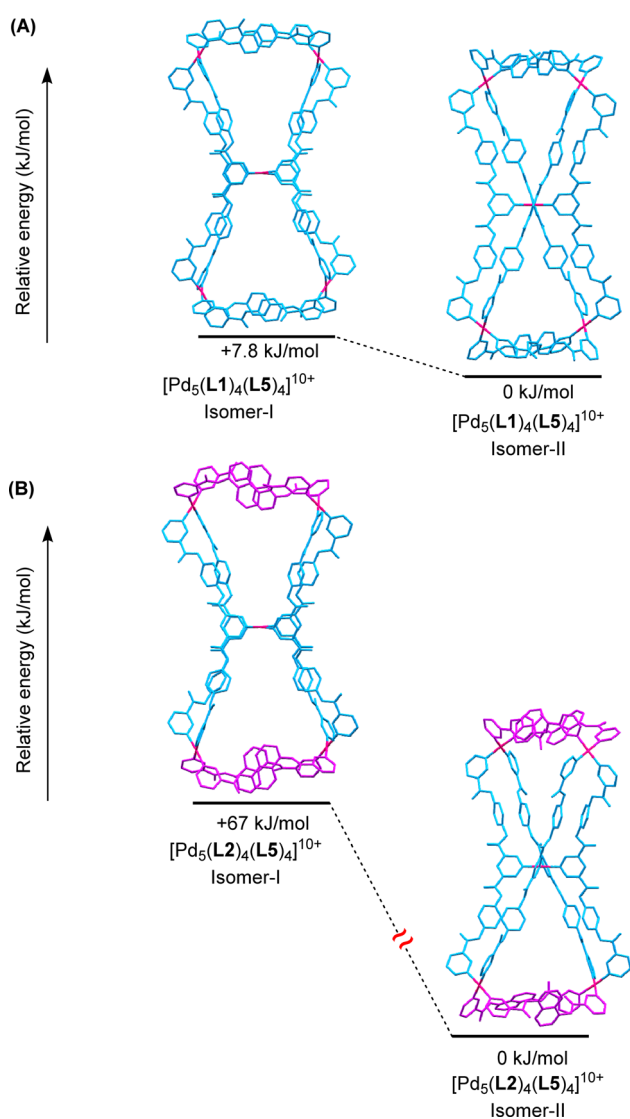 (A)
Relative energy (kJ/mol)
+7.8 kJ/mol
[Pd5(L1)4(L5)4]10+
Isomer-I
0 kJ/mol
[Pd5(L1)4(L5)4]10+
Isomer-II
(B)
Relative energy (kJ/mol)
+67 kJ/mol
[Pd5(L2)4(L5)4]10+
Isomer-I
0 kJ/mol
[Pd5(L2)4(L5)4]10+
Isomer-II